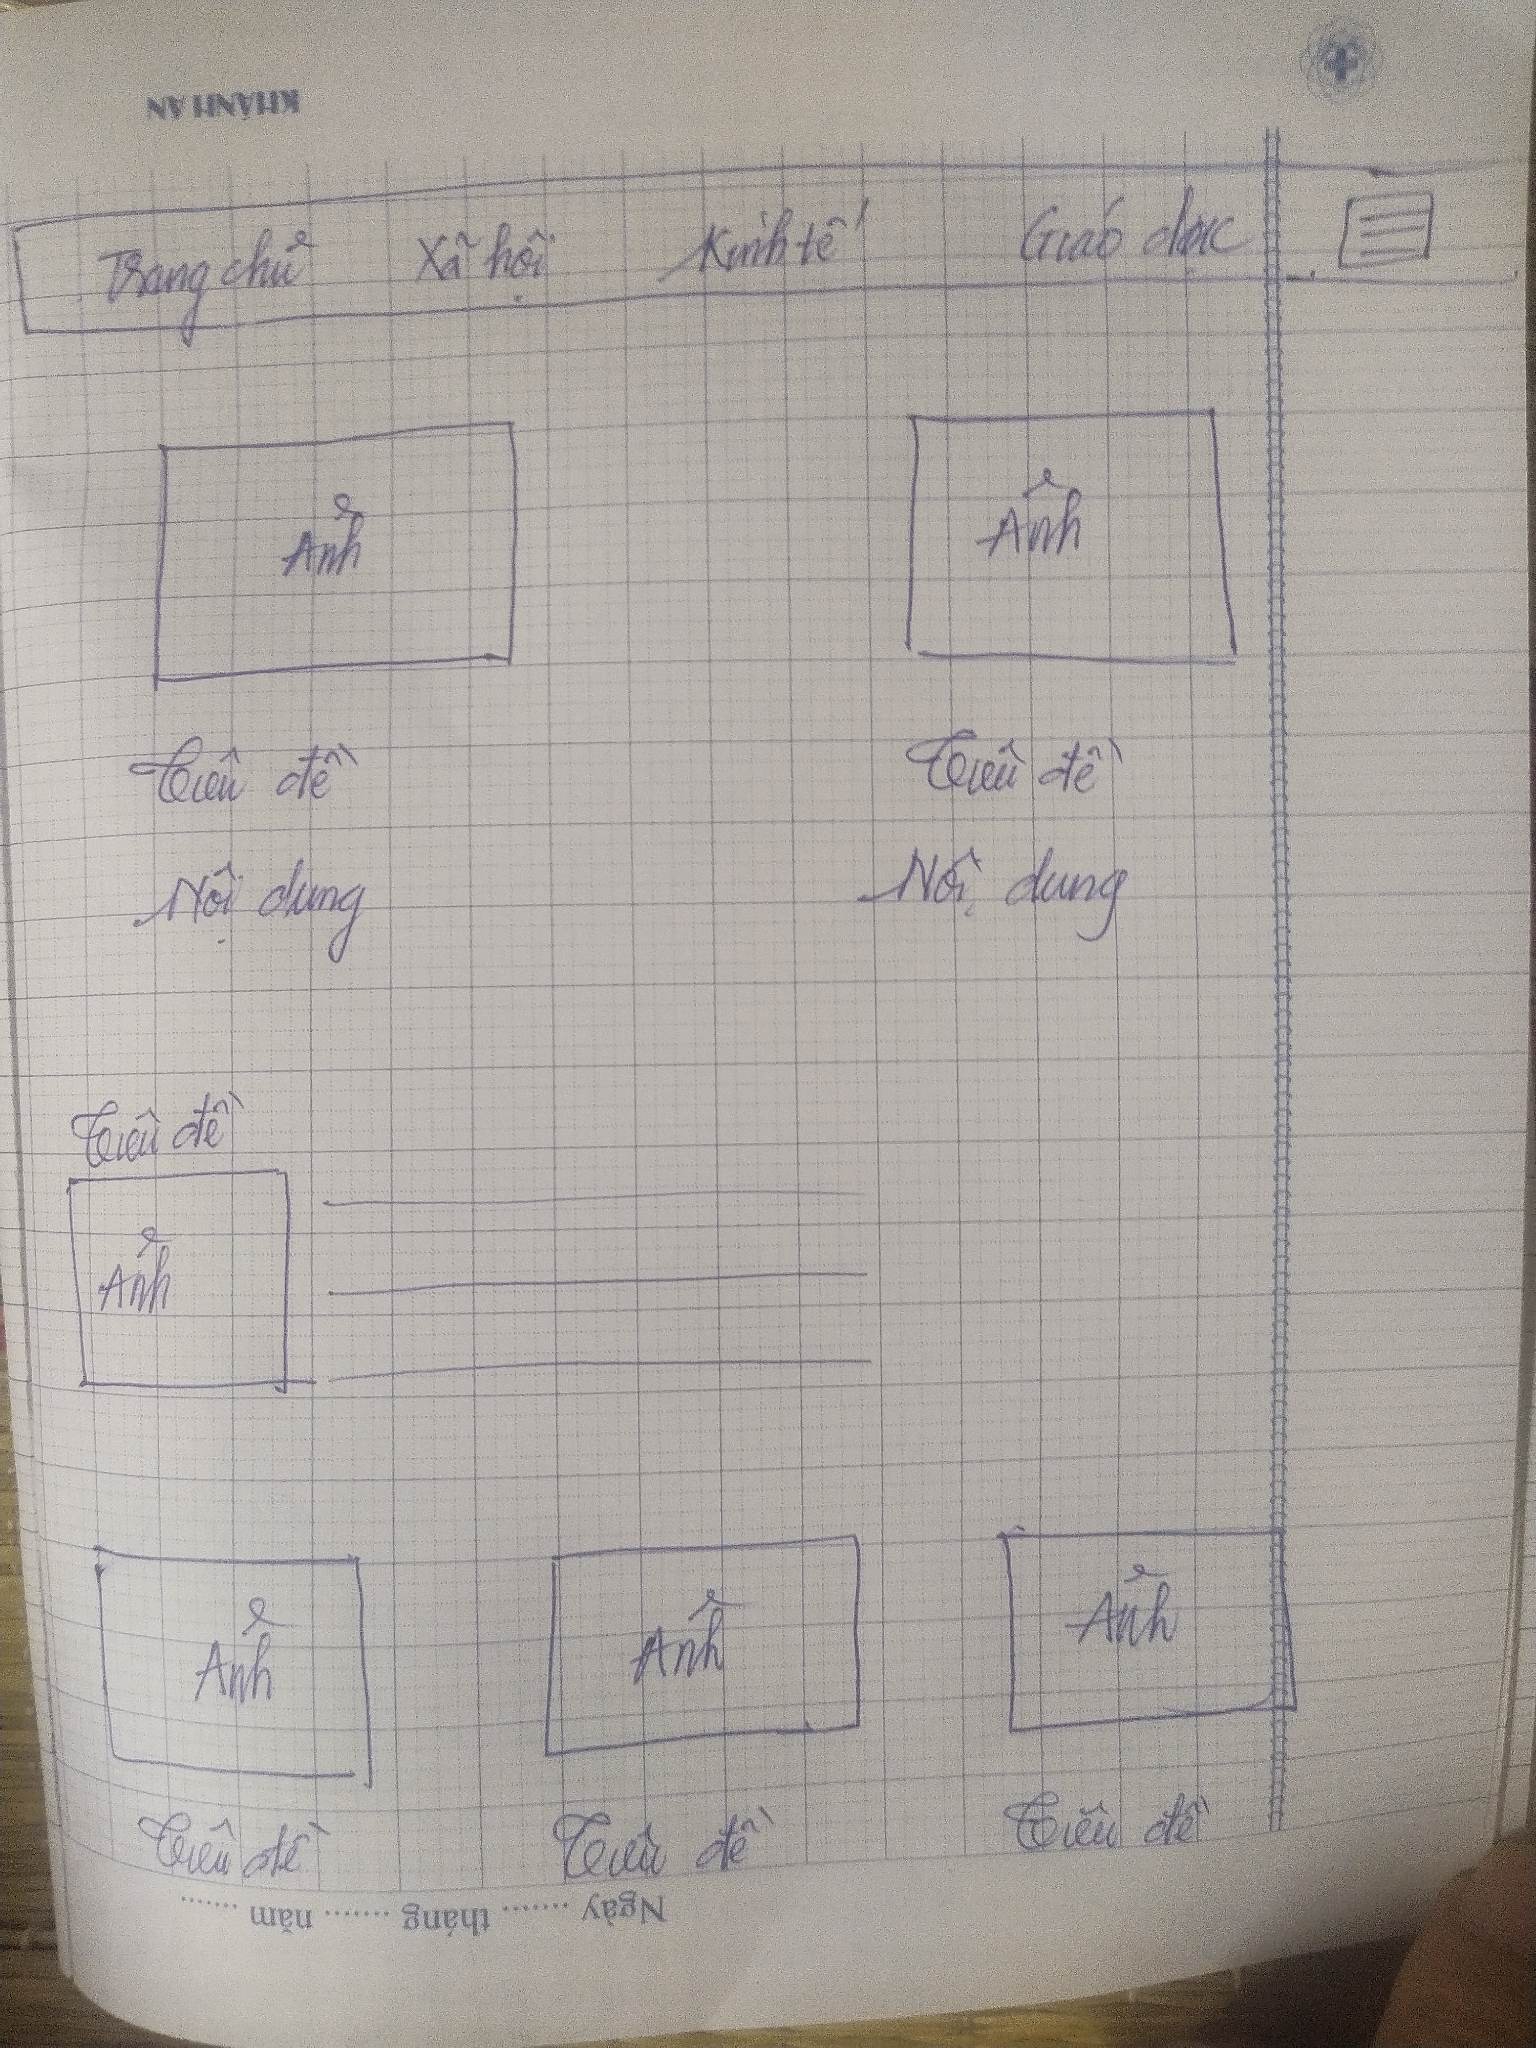 KHÁNH AN
Trang chủ Xã hội Kinh tế Giáo dục
Ảnh Ảnh
Tiêu đề Tiêu đề
Nội dung Nội dung
Tiêu đề
Ảnh
Ảnh Ảnh Ảnh
Tiêu đề Tiêu đề Tiêu đề
Ngày ....... tháng ....... năm .......